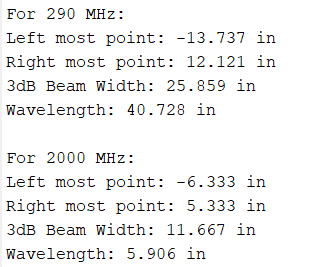 For 290 MHz:
Left most point: -13.737 in
Right most point: 12.121 in
3dB Beam Width: 25.859 in
Wavelength: 40.728 in

For 2000 MHz:
Left most point: -6.333 in
Right most point: 5.333 in
3dB Beam Width: 11.667 in
Wavelength: 5.906 in